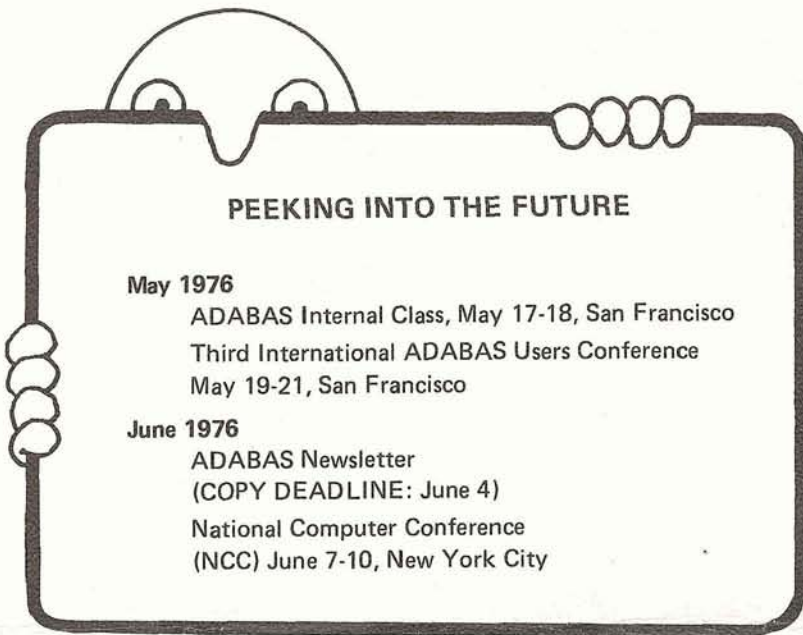 PEEKING INTO THE FUTURE
May 1976
ADABAS Internal Class, May 17-18, San Francisco
Third International ADABAS Users Conference
May 19-21, San Francisco
June 1976
ADABAS Newsletter
(COPY DEADLINE: June 4)
National Computer Conference
(NCC) June 7-10, New York City